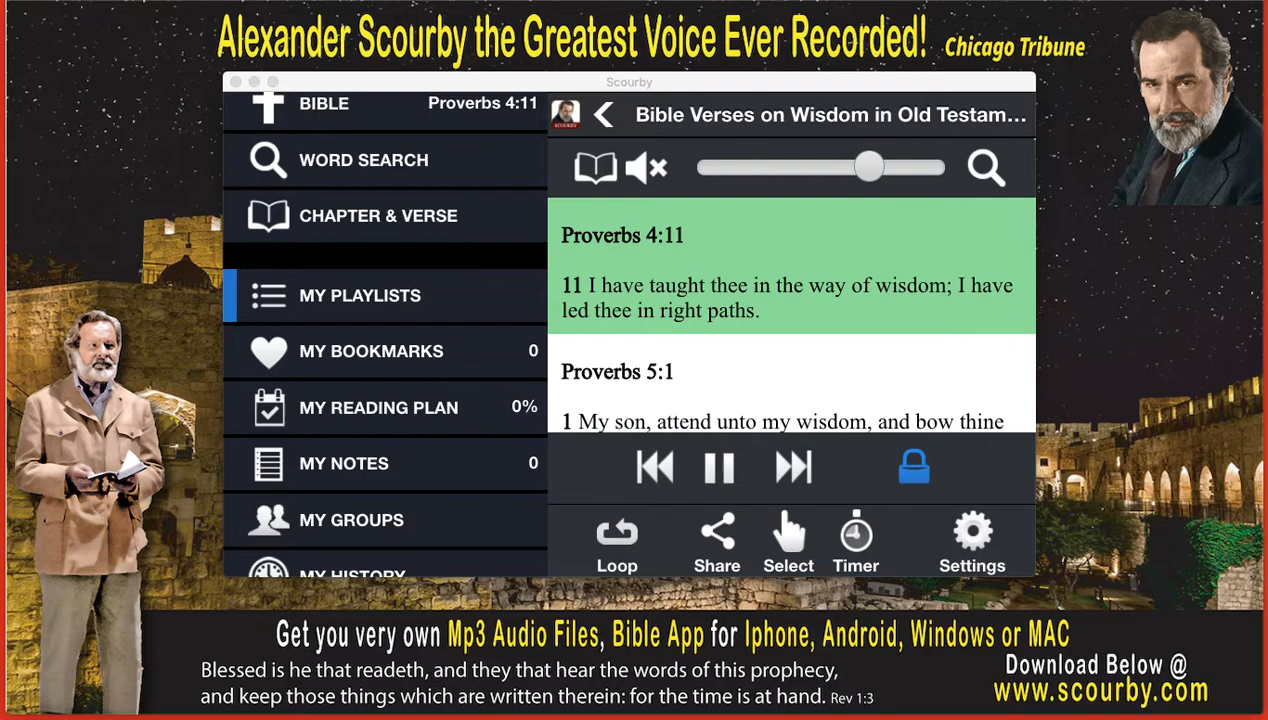 Alexander Scourby the Greatest Voice Ever Recorded! Chicago Tribune
Scourby
BIBLE Proverbs 4:11
WORD SEARCH
CHAPTER & VERSE
MY PLAYLISTS
MY BOOKMARKS 0
MY READING PLAN 0%
MY NOTES 0
MY GROUPS
MY HISTORY
SCOURBY
Bible Verses on Wisdom in Old Testam...
Proverbs 4:11
11 I have taught thee in the way of wisdom; I have
led thee in right paths.
Proverbs 5:1
1 My son, attend unto my wisdom, and bow thine
Loop Share Select Timer Settings
Get you very own Mp3 Audio Files, Bible App for Iphone, Android, Windows or MAC
Blessed is he that readeth, and they that hear the words of this prophecy,
and keep those things which are written therein: for the time is at hand. Rev 1:3
Download Below @
www.scourby.com